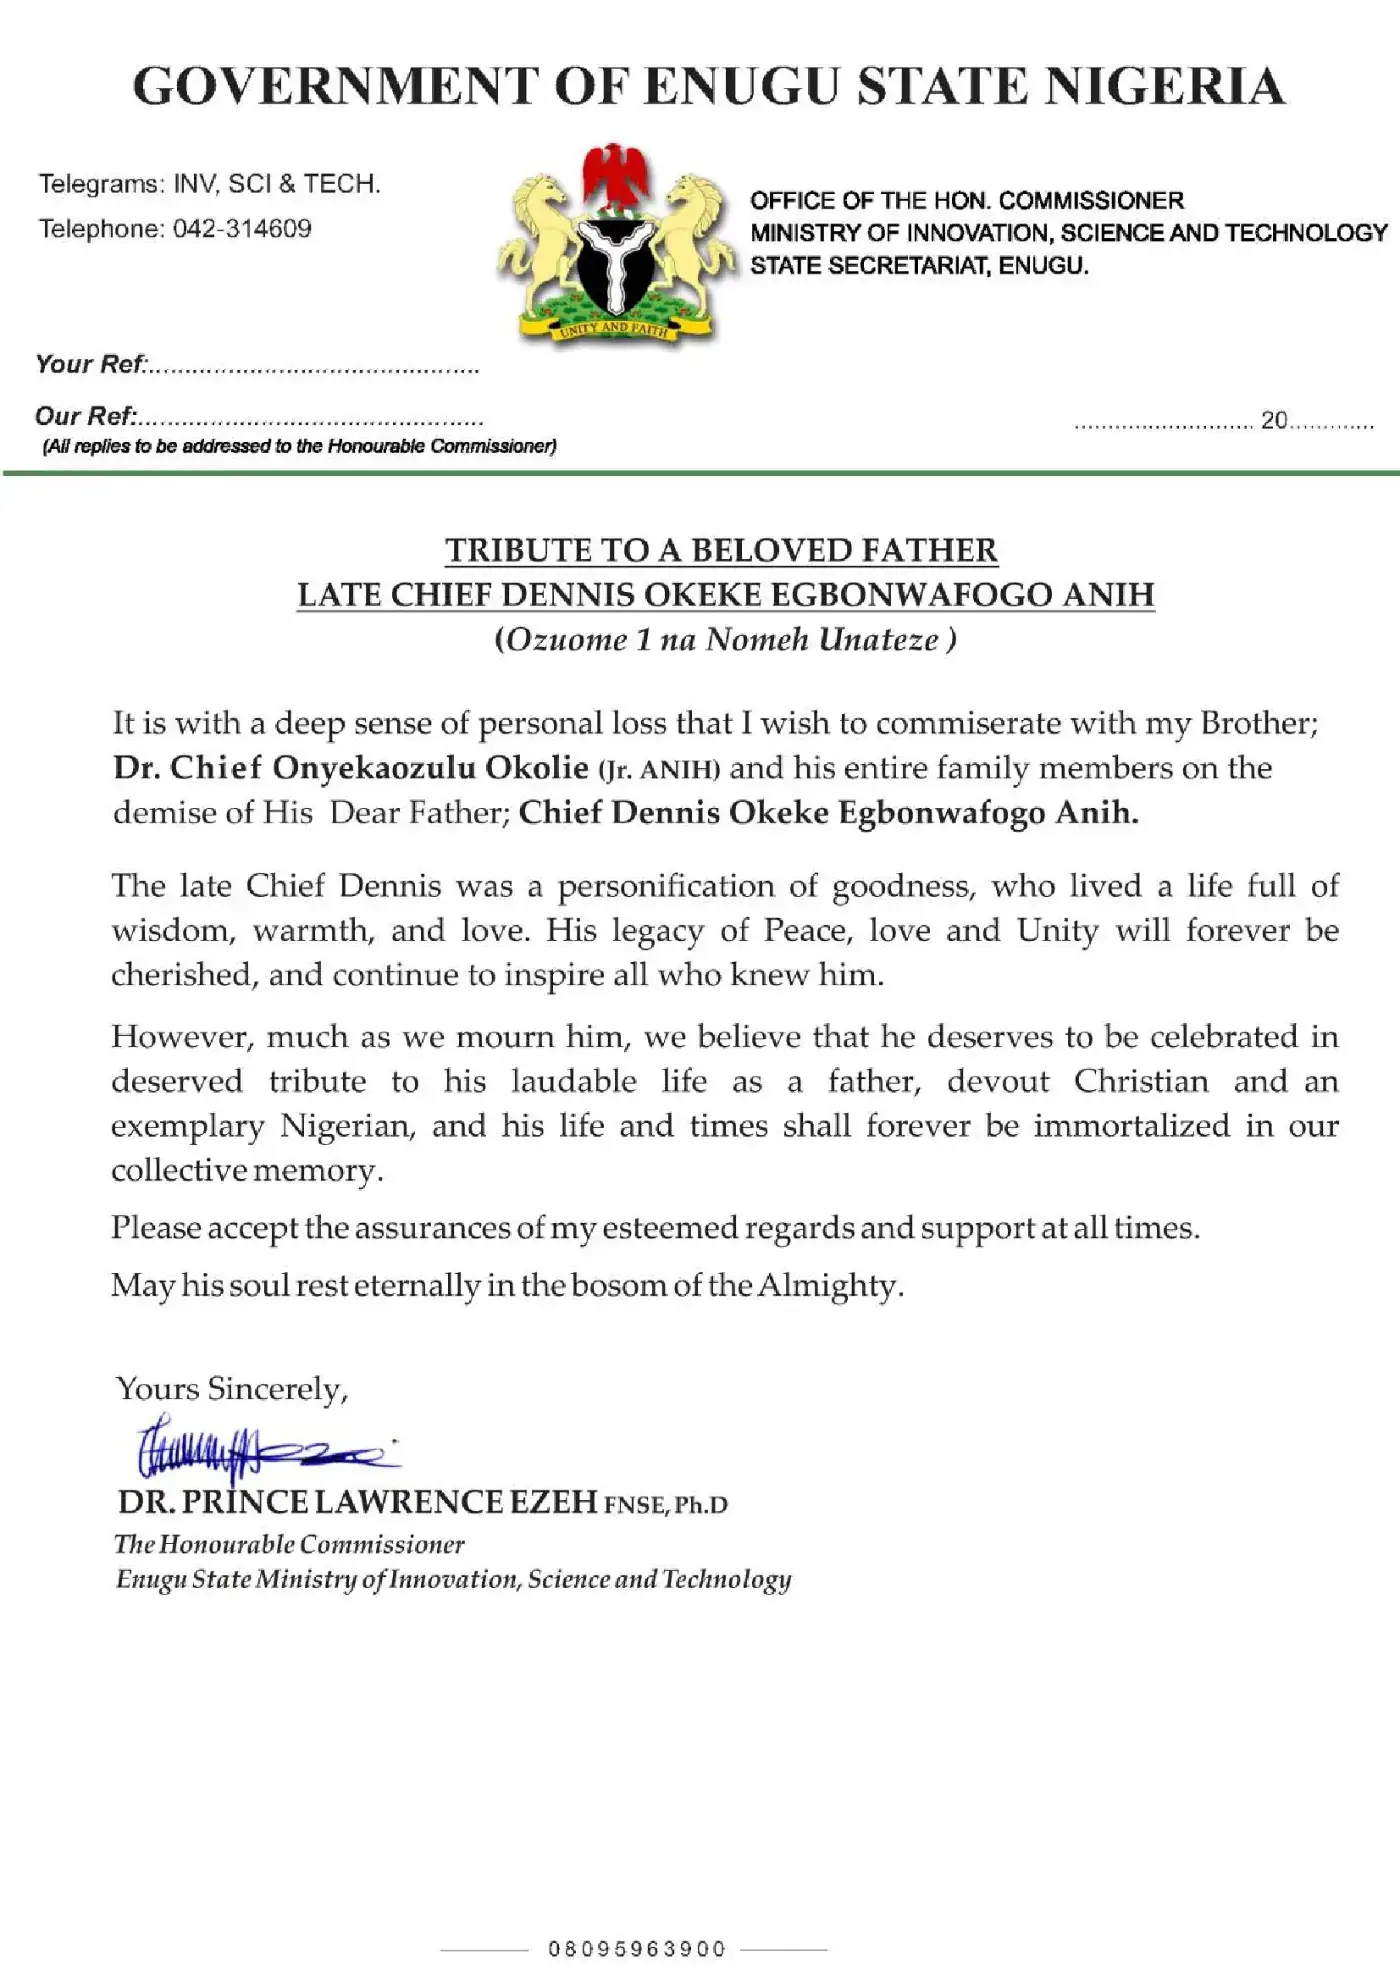 GOVERNMENT OF ENUGU STATE NIGERIA
Telegrams: INV, SCI & TECH.
Telephone: 042-314609
UNITY AND FAITH
OFFICE OF THE HON. COMMISSIONER
MINISTRY OF INNOVATION, SCIENCE AND TECHNOLOGY
STATE SECRETARIAT, ENUGU.
Your Ref:................................................
Our Ref:.................................................
(All replies to be addressed to the Honourable Commissioner)
........................... 20.............
TRIBUTE TO A BELOVED FATHER
LATE CHIEF DENNIS OKEKE EGBONWAFOGO ANIH
(Ozuome 1 na Nomeh Unateze )
It is with a deep sense of personal loss that I wish to commiserate with my Brother;
Dr. Chief Onyekaozulu Okolie (Jr. ANIH) and his entire family members on the
demise of His Dear Father; Chief Dennis Okeke Egbonwafogo Anih.
The late Chief Dennis was a personification of goodness, who lived a life full of
wisdom, warmth, and love. His legacy of Peace, love and Unity will forever be
cherished, and continue to inspire all who knew him.
However, much as we mourn him, we believe that he deserves to be celebrated in
deserved tribute to his laudable life as a father, devout Christian and an
exemplary Nigerian, and his life and times shall forever be immortalized in our
collective memory.
Please accept the assurances of my esteemed regards and support at all times.
May his soul rest eternally in the bosom of the Almighty.
Yours Sincerely,
DR. PRINCE LAWRENCE EZEH FNSE, Ph.D
The Honourable Commissioner
Enugu State Ministry of Innovation, Science and Technology
08095963900